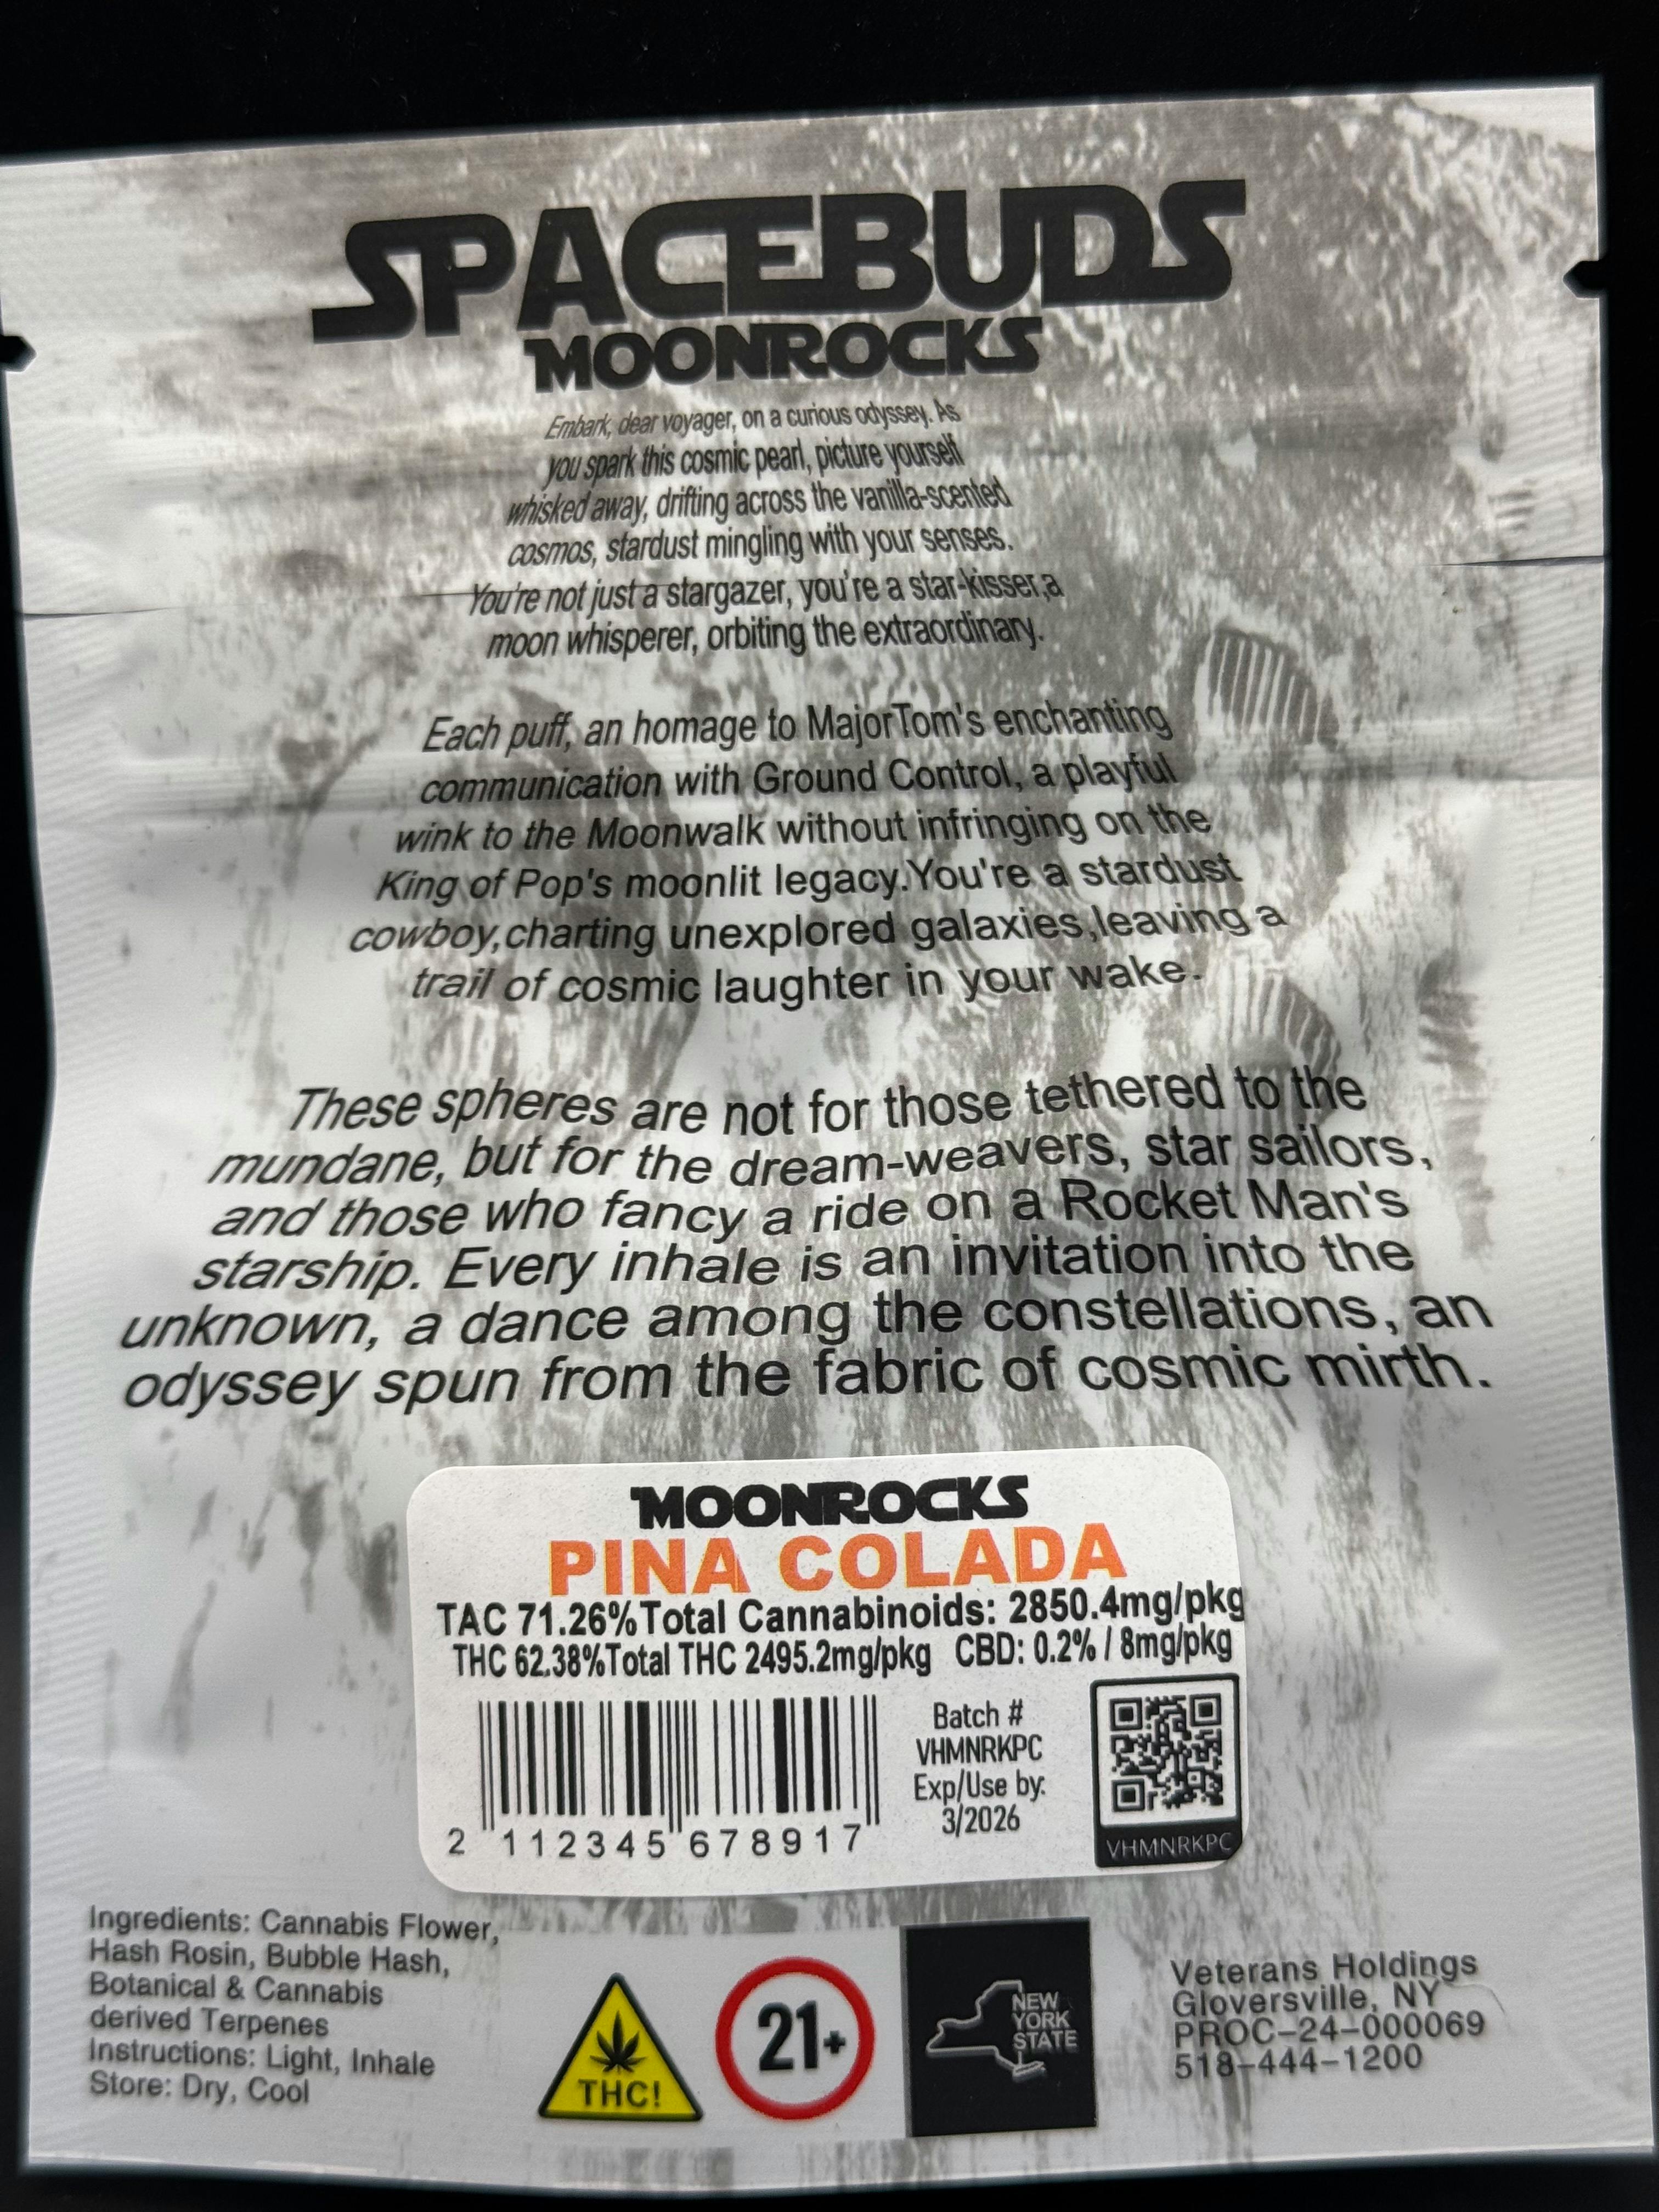 SPACEBUDS
MOONROCKS
Embark, dear voyager, on a curious odyssey. As
you spark this cosmic pearl, picture yourself
whisked away, drifting across the vanilla-scented
cosmos, stardust mingling with your senses.
You're not just a stargazer, you're a star-kisser,a
moon whisperer, orbiting the extraordinary.
Each puff, an homage to MajorTom's enchanting
communication with Ground Control, a playful
wink to the Moonwalk without infringing on the
King of Pop's moonlit legacy.You're a stardust
cowboy,charting unexplored galaxies,leaving a
trail of cosmic laughter in your wake.
These spheres are not for those tethered to the
mundane, but for the dream-weavers, star sailors,
and those who fancy a ride on a Rocket Man's
starship. Every inhale is an invitation into the
unknown, a dance among the constellations, an
odyssey spun from the fabric of cosmic mirth.
MOONROCKS
PINA COLADA
TAC 71.26%Total Cannabinoids: 2850.4mg/pkg
THC 62.38%Total THC 2495.2mg/pkg CBD: 0.2% / 8mg/pkg
Batch #
VHMNRKPC
Exp/Use by:
3/2026
2 112345 678917
VHMNRKPC
Ingredients: Cannabis Flower,
Hash Rosin, Bubble Hash,
Botanical & Cannabis
derived Terpenes
Instructions: Light, Inhale
Store: Dry, Cool
THC!
21+
NEW
YORK
STATE
Veterans Holdings
Gloversville, NY
PROC-24-000069
518-444-1200